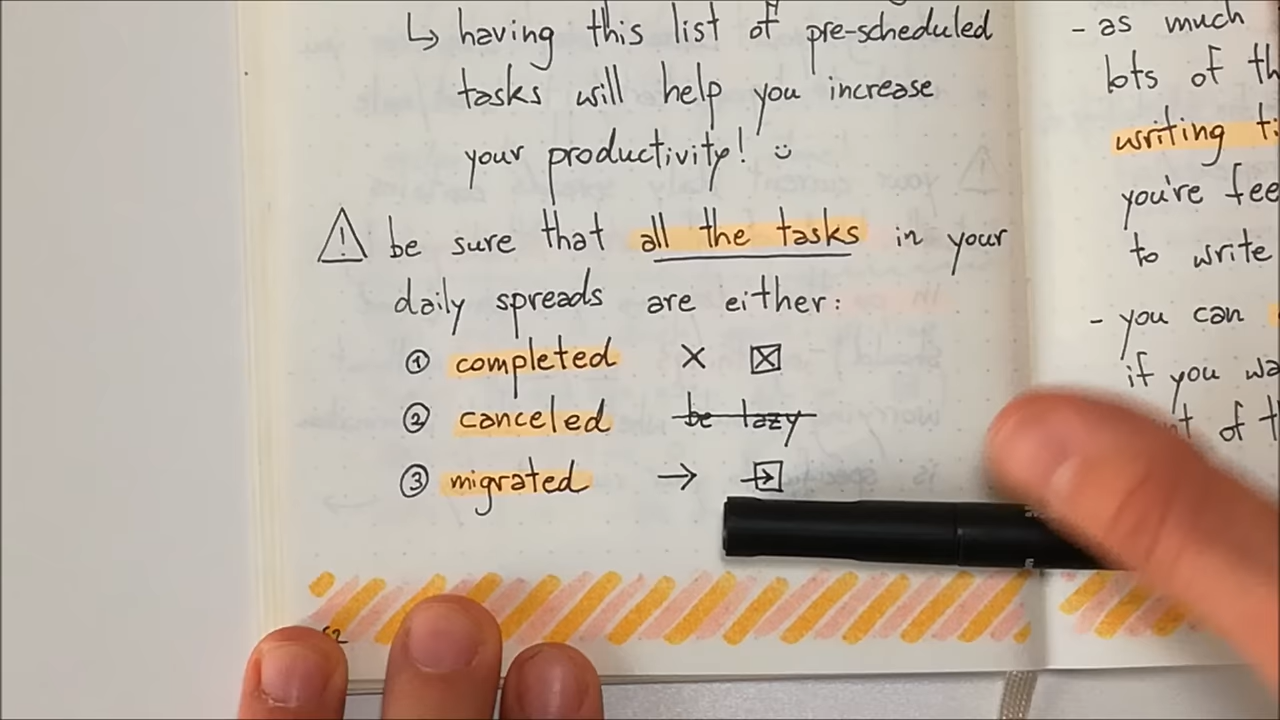 ↳ having this list of pre-scheduled
tasks will help you increase
your productivity! :)
⚠ be sure that all the tasks in your
daily spreads are either:
① completed × ☒
② canceled be lazy
③ migrated →
- as much
lots of th
writing ti
you're fee
to write
- you can
if you wa
of t